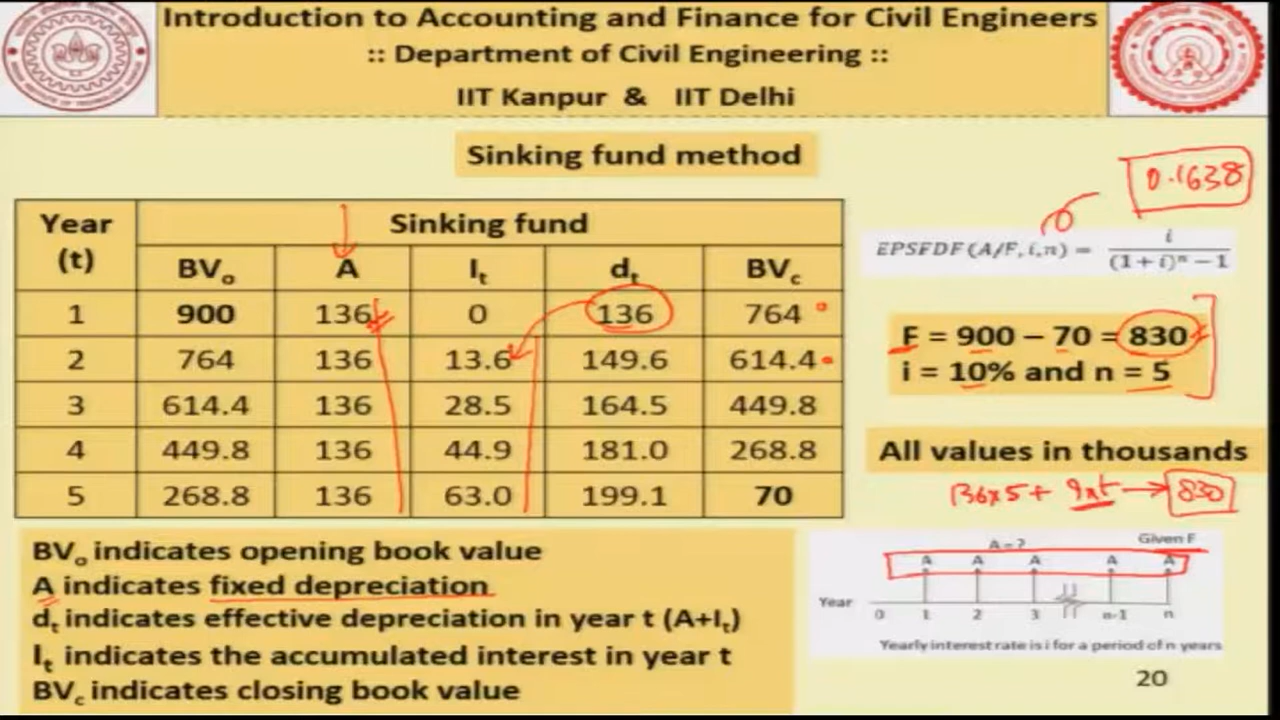 Introduction to Accounting and Finance for Civil Engineers
:: Department of Civil Engineering ::
IIT Kanpur & IIT Delhi
Sinking fund method
0.1638
Year (t) Sinking fund
BVo A It dt BVc
1 900 136 0 136 764
2 764 136 13.6 149.6 614.4
3 614.4 136 28.5 164.5 449.8
4 449.8 136 44.9 181.0 268.8
5 268.8 136 63.0 199.1 70
EPSFDF (A/F, i, n) = i / ((1 + i)^n − 1)
F = 900 – 70 = 830
i = 10% and n = 5
All values in thousands
136x5 + Int → 830
BVo indicates opening book value
A indicates fixed depreciation
dt indicates effective depreciation in year t (A+It)
It indicates the accumulated interest in year t
BVc indicates closing book value
A = ? Given F
A A A A A
Year 0 1 2 3 n-1 n
Yearly interest rate is i for a period of n years
20